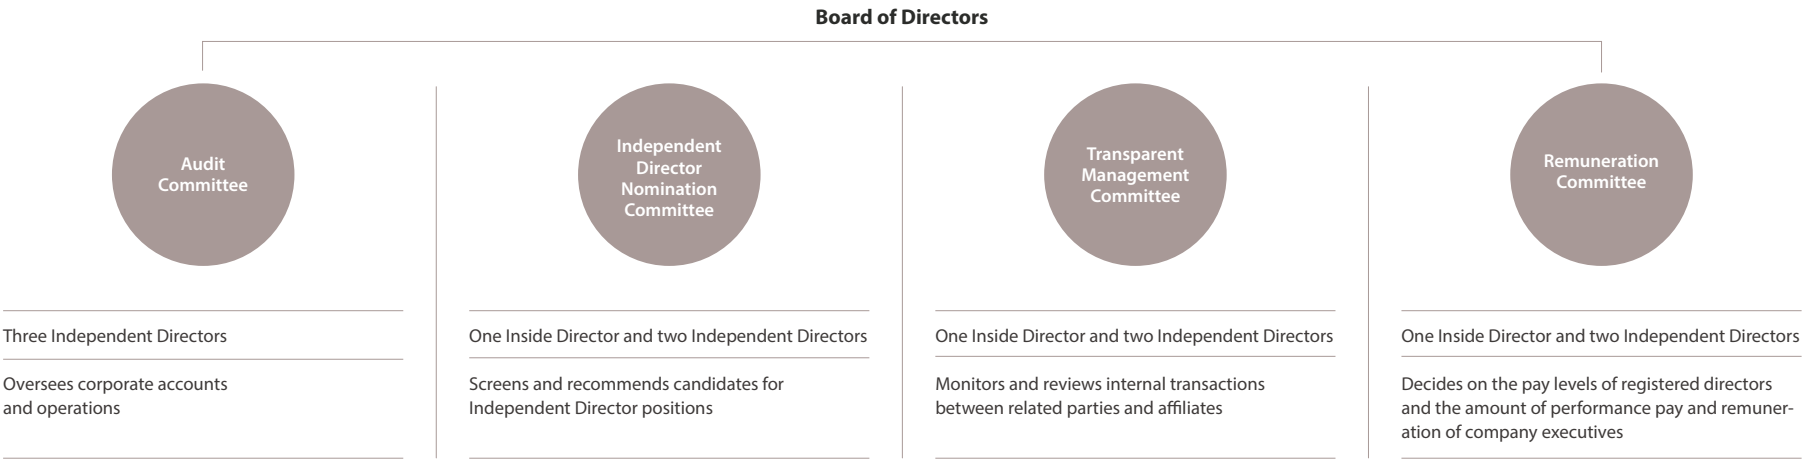 Board of Directors
Audit
Committee
Independent
Director
Nomination
Committee
Transparent
Management
Committee
Remuneration
Committee
Three Independent Directors
One Inside Director and two Independent Directors
One Inside Director and two Independent Directors
One Inside Director and two Independent Directors
Oversees corporate accounts
and operations
Screens and recommends candidates for
Independent Director positions
Monitors and reviews internal transactions
between related parties and affiliates
Decides on the pay levels of registered directors
and the amount of performance pay and remuner-
ation of company executives